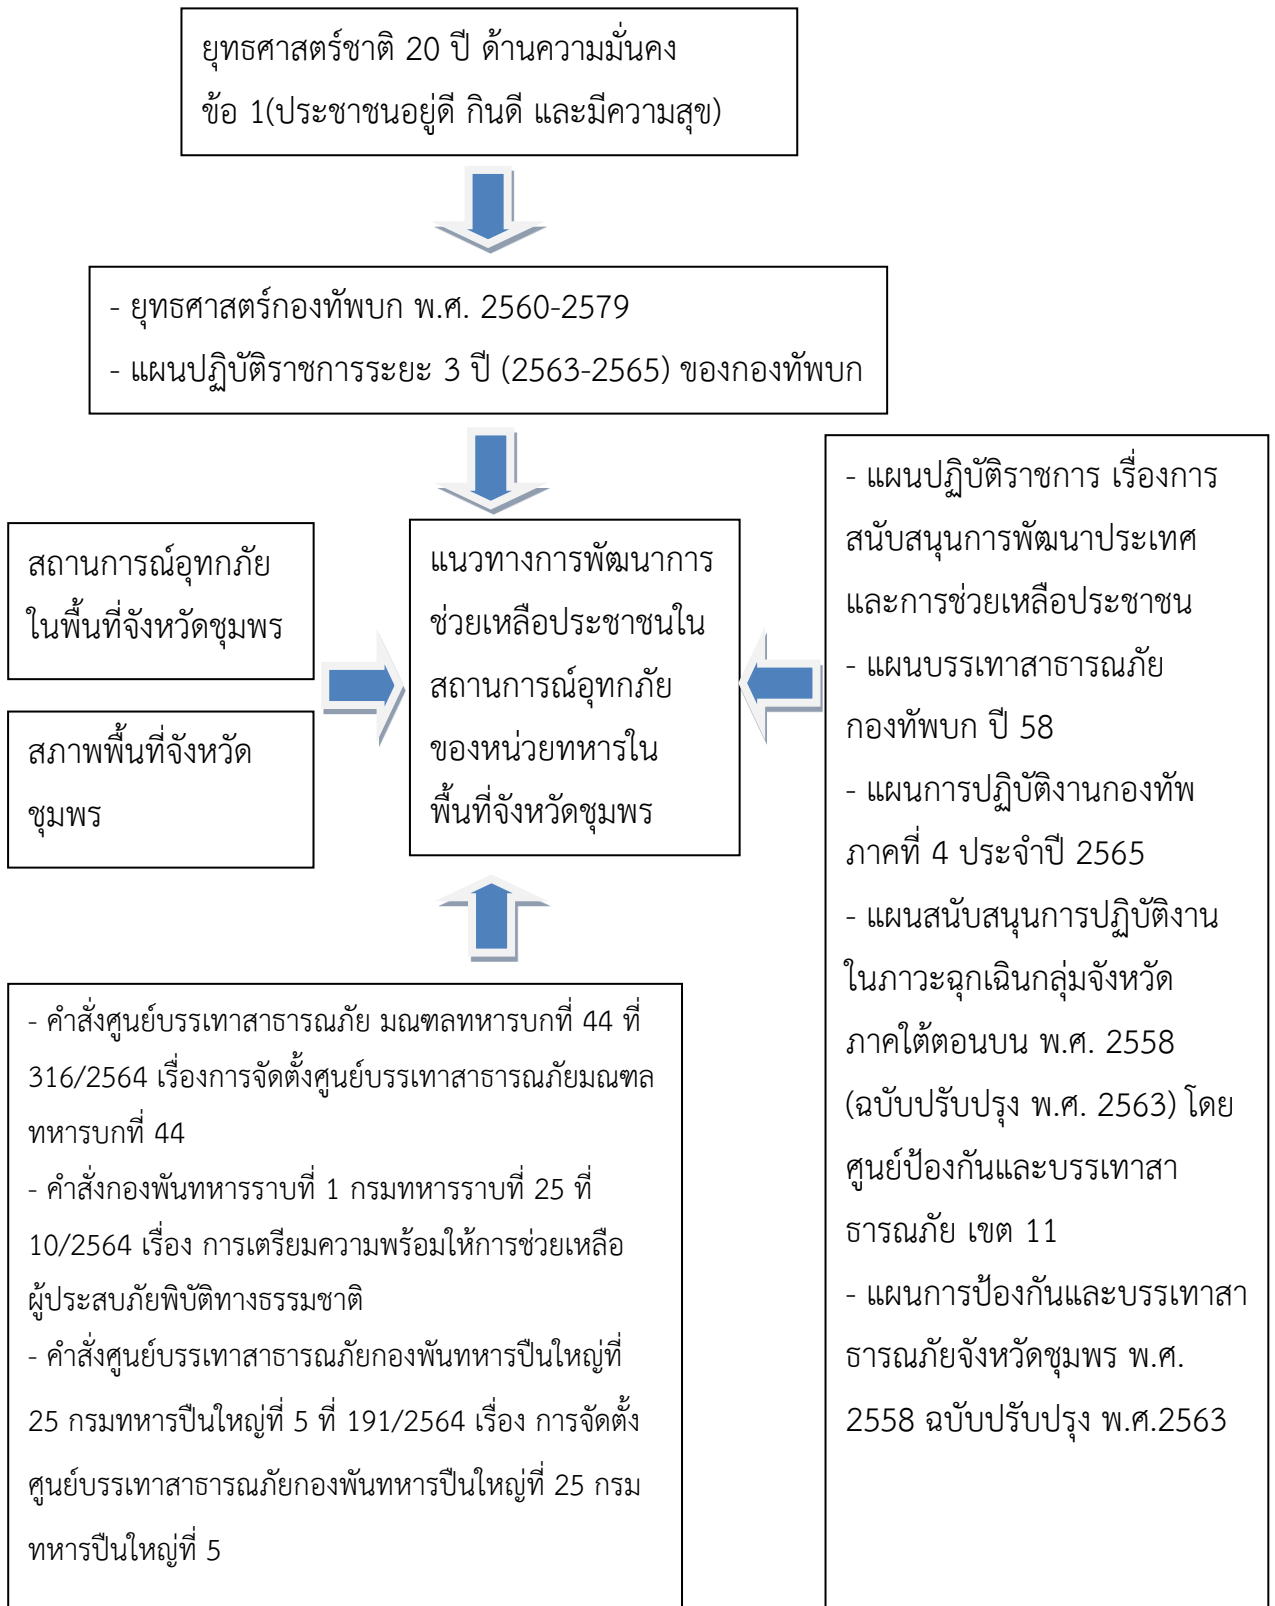 ยุทธศาสตร์ชาติ 20 ปี ด้านความมั่นคง
ข้อ 1(ประชาชนอยู่ดี กินดี และมีความสุข)
- ยุทธศาสตร์กองทัพบก พ.ศ. 2560-2579
- แผนปฏิบัติราชการระยะ 3 ปี (2563-2565) ของกองทัพบก
สถานการณ์อุทกภัย
ในพื้นที่จังหวัดชุมพร
สภาพพื้นที่จังหวัด
ชุมพร
แนวทางการพัฒนาการ
ช่วยเหลือประชาชนใน
สถานการณ์อุทกภัย
ของหน่วยทหารใน
พื้นที่จังหวัดชุมพร
- แผนปฏิบัติราชการ เรื่องการ
สนับสนุนการพัฒนาประเทศ
และการช่วยเหลือประชาชน
- แผนบรรเทาสาธารณภัย
กองทัพบก ปี 58
- แผนการปฏิบัติงานกองทัพ
ภาคที่ 4 ประจำปี 2565
- แผนสนับสนุนการปฏิบัติงาน
ในภาวะฉุกเฉินกลุ่มจังหวัด
ภาคใต้ตอนบน พ.ศ. 2558
(ฉบับปรับปรุง พ.ศ. 2563) โดย
ศูนย์ป้องกันและบรรเทาสา
ธารณภัย เขต 11
- แผนการป้องกันและบรรเทาสา
ธารณภัยจังหวัดชุมพร พ.ศ.
2558 ฉบับปรับปรุง พ.ศ.2563
- คำสั่งศูนย์บรรเทาสาธารณภัย มณฑลทหารบกที่ 44 ที่
316/2564 เรื่องการจัดตั้งศูนย์บรรเทาสาธารณภัยมณฑล
ทหารบกที่ 44
- คำสั่งกองพันทหารราบที่ 1 กรมทหารราบที่ 25 ที่
10/2564 เรื่อง การเตรียมความพร้อมให้การช่วยเหลือ
ผู้ประสบภัยพิบัติทางธรรมชาติ
- คำสั่งศูนย์บรรเทาสาธารณภัยกองพันทหารปืนใหญ่ที่
25 กรมทหารปืนใหญ่ที่ 5 ที่ 191/2564 เรื่อง การจัดตั้ง
ศูนย์บรรเทาสาธารณภัยกองพันทหารปืนใหญ่ที่ 25 กรม
ทหารปืนใหญ่ที่ 5